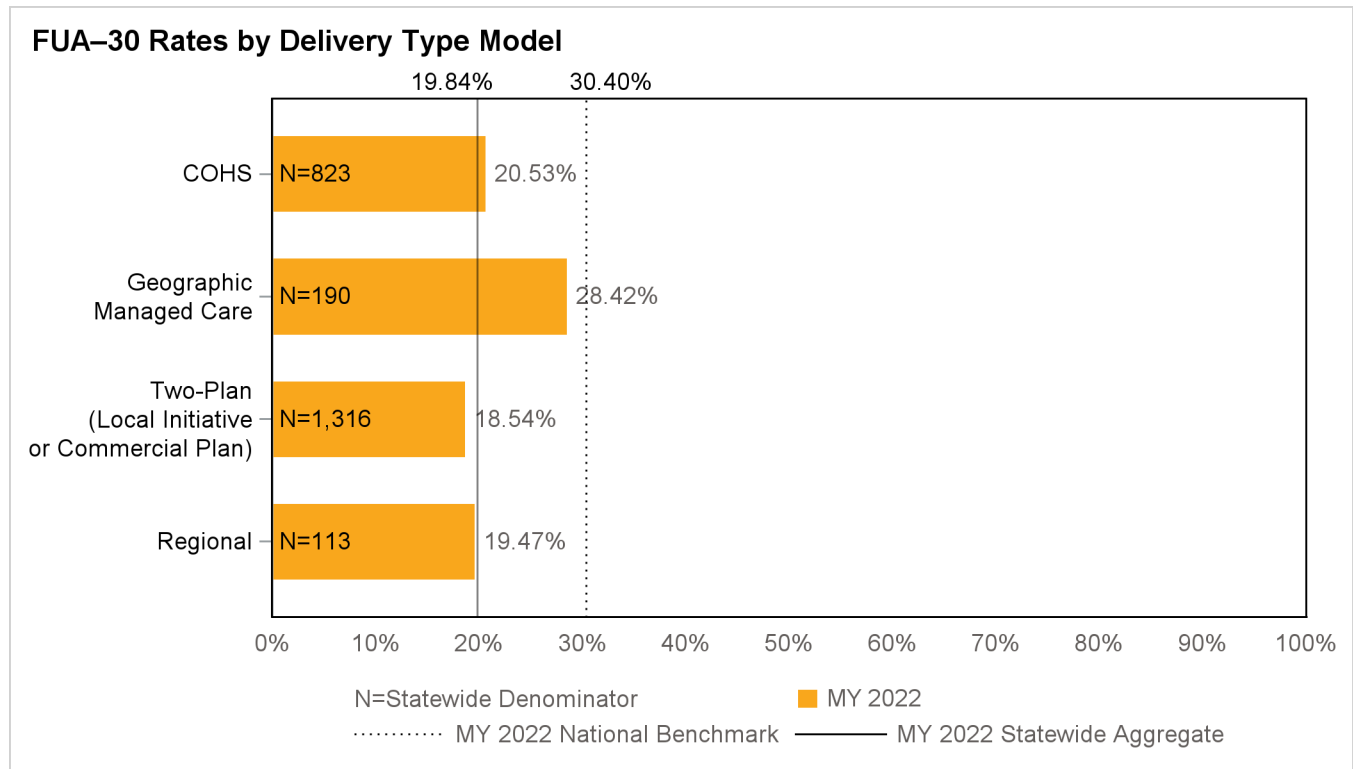 FUA–30 Rates by Delivery Type Model
19.84% 30.40%
COHS N=823 20.53%
Geographic
Managed Care N=190 28.42%
Two-Plan
(Local Initiative N=1,316 18.54%
or Commercial Plan)
Regional N=113 19.47%
0% 10% 20% 30% 40% 50% 60% 70% 80% 90% 100%
N=Statewide Denominator MY 2022
MY 2022 National Benchmark MY 2022 Statewide Aggregate